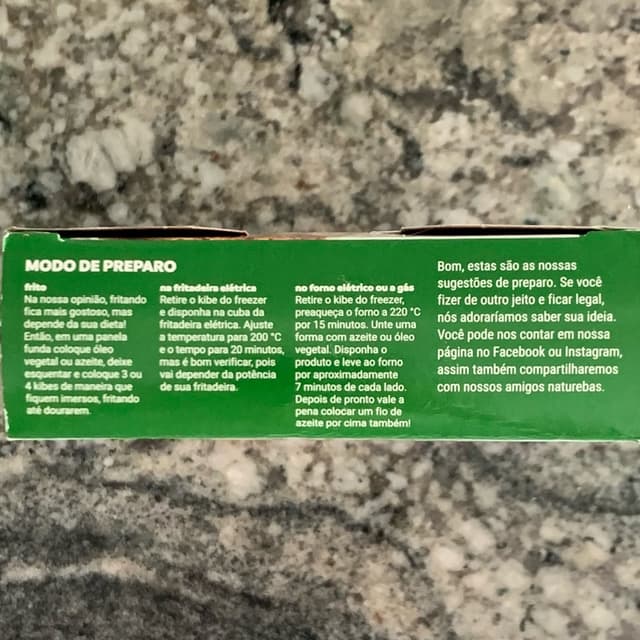 MODO DE PREPARO
frito
Na nossa opinião, fritando
fica mais gostoso, mas
depende da sua dieta!
Então, em uma panela
funda coloque óleo
vegetal ou azeite, deixe
esquentar e coloque 3 ou
4 kibes de maneira que
fiquem imersos, fritando
até dourarem.
na fritadeira elétrica
Retire o kibe do freezer
e disponha na cuba da
fritadeira elétrica. Ajuste
a temperatura para 200 °C
e o tempo para 20 minutos,
mas é bom verificar, pois
vai depender da potência
de sua fritadeira.
no forno elétrico ou a gás
Retire o kibe do freezer,
preaqueça o forno a 220 °C
por 15 minutos. Unte uma
forma com azeite ou óleo
vegetal. Disponha o
produto e leve ao forno
por aproximadamente
7 minutos de cada lado.
Depois de pronto vale a
pena colocar um fio de
azeite por cima também!
Bom, estas são as nossas
sugestões de preparo. Se você
fizer de outro jeito e ficar legal,
nós adoraríamos saber sua ideia.
Você pode nos contar em nossa
página no Facebook ou Instagram,
assim também compartilharemos
com nossos amigos naturebas.